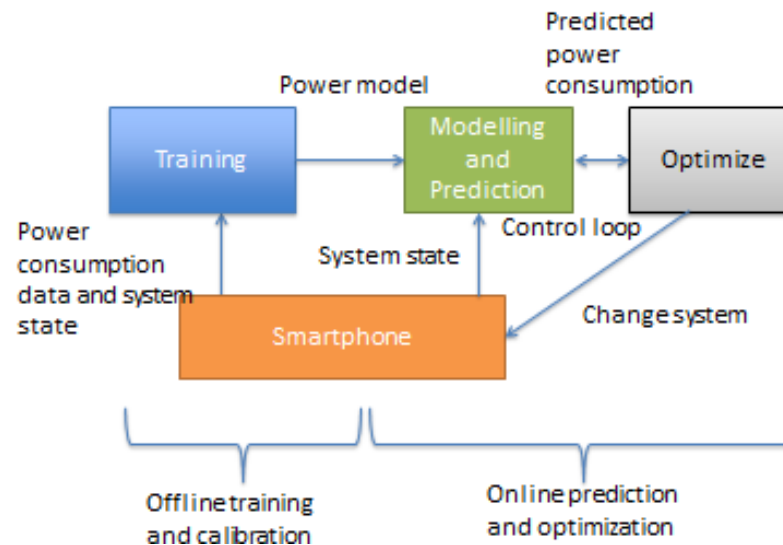 Predicted
power
consumption
Power model
Training
Modelling
and
Prediction
Optimize
Power
consumption
data and system
state
System state
Control loop
Change system
Smartphone
Offline training
and calibration
Online prediction
and optimization